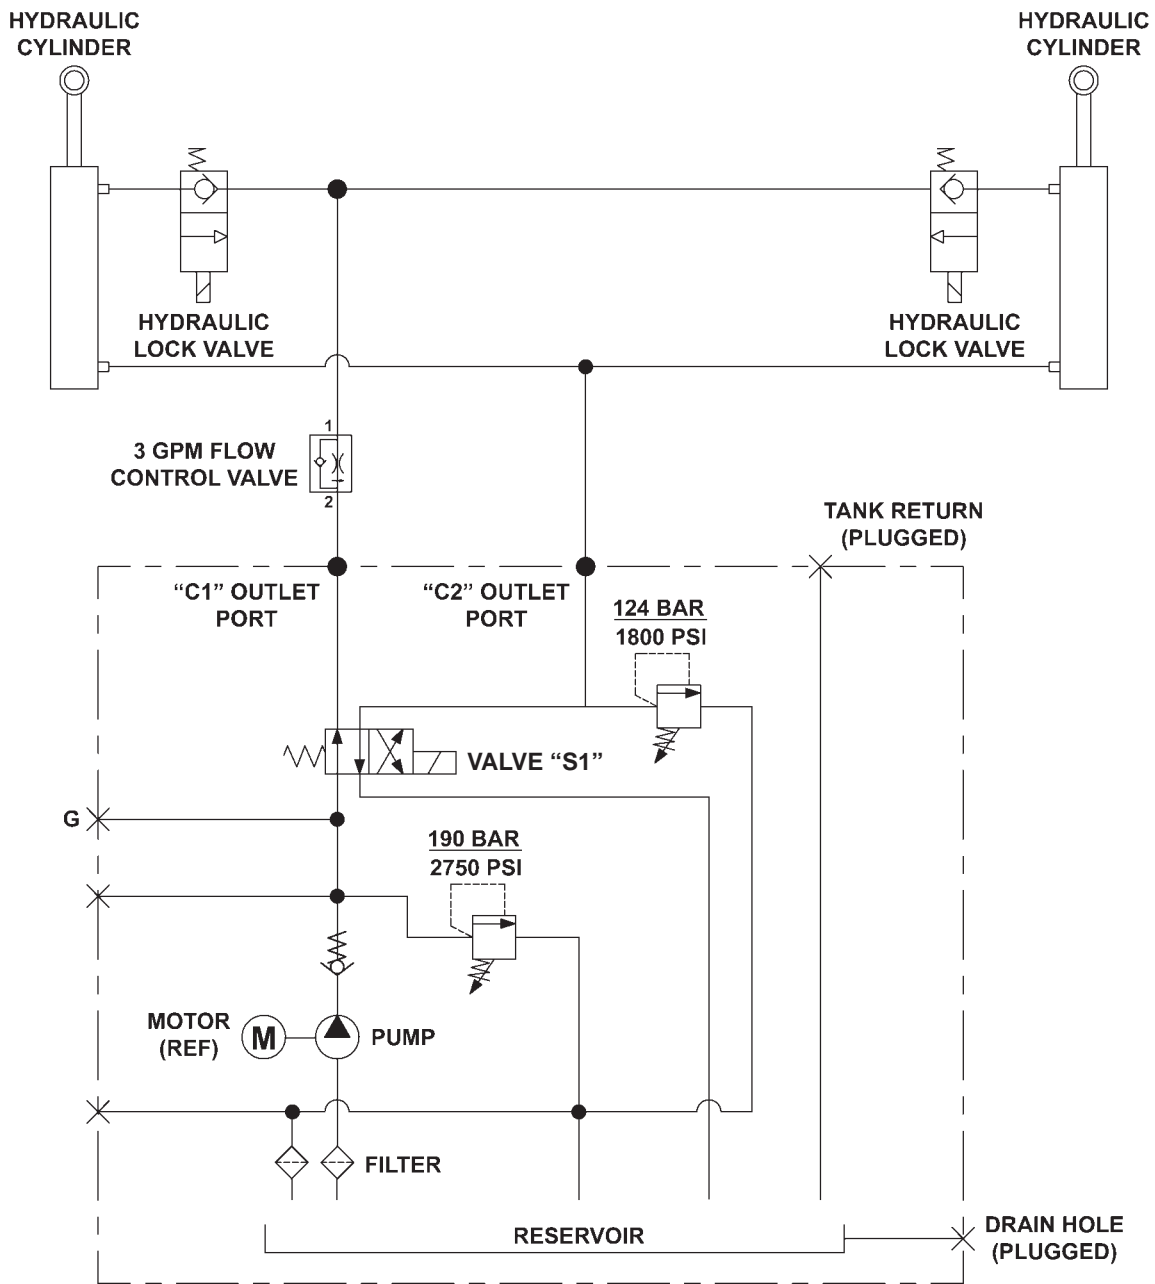 HYDRAULIC
CYLINDER
HYDRAULIC
CYLINDER
HYDRAULIC
LOCK VALVE
HYDRAULIC
LOCK VALVE
1
3 GPM FLOW
CONTROL VALVE
2
TANK RETURN
(PLUGGED)
“C1” OUTLET
PORT
“C2” OUTLET
PORT
124 BAR
1800 PSI
VALVE “S1”
G
190 BAR
2750 PSI
MOTOR
(REF)
M
PUMP
FILTER
RESERVOIR
DRAIN HOLE
(PLUGGED)